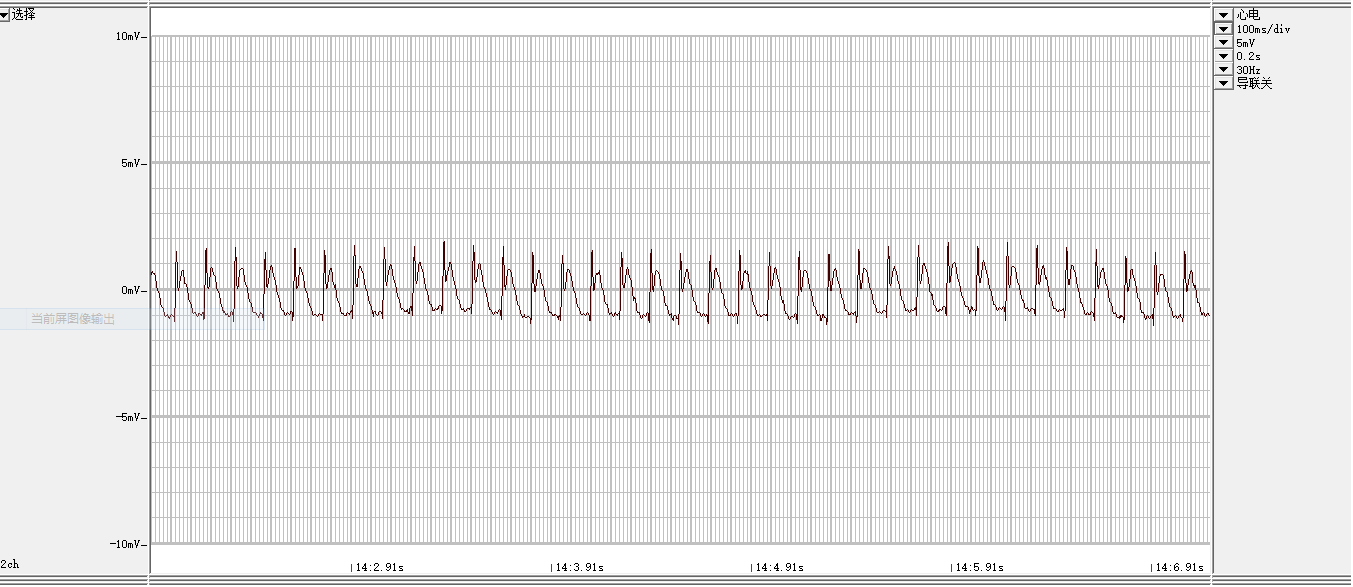 选择
心电
100ms/div
5mV
0.2s
30Hz
导联关
10mV
5mV
0mV
当前屏图像输出
-5mV
-10mV
2ch
14:2.91s
14:3.91s
14:4.91s
14:5.91s
14:6.91s